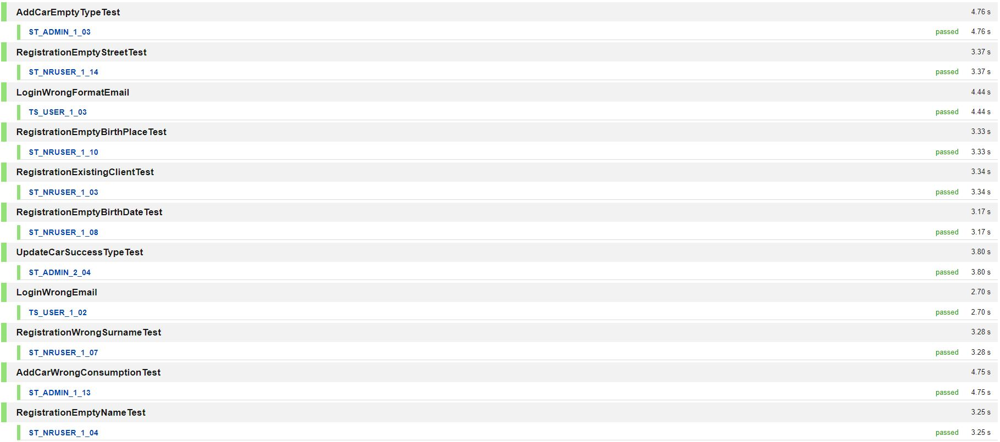 AddCarEmptyTypeTest 4.76 s
ST_ADMIN_1_03 passed 4.76 s
RegistrationEmptyStreetTest 3.37 s
ST_NRUSER_1_14 passed 3.37 s
LoginWrongFormatEmail 4.44 s
TS_USER_1_03 passed 4.44 s
RegistrationEmptyBirthPlaceTest 3.33 s
ST_NRUSER_1_10 passed 3.33 s
RegistrationExistingClientTest 3.34 s
ST_NRUSER_1_03 passed 3.34 s
RegistrationEmptyBirthDateTest 3.17 s
ST_NRUSER_1_08 passed 3.17 s
UpdateCarSuccessTypeTest 3.80 s
ST_ADMIN_2_04 passed 3.80 s
LoginWrongEmail 2.70 s
TS_USER_1_02 passed 2.70 s
RegistrationWrongSurnameTest 3.28 s
ST_NRUSER_1_07 passed 3.28 s
AddCarWrongConsumptionTest 4.75 s
ST_ADMIN_1_13 passed 4.75 s
RegistrationEmptyNameTest 3.25 s
ST_NRUSER_1_04 passed 3.25 s